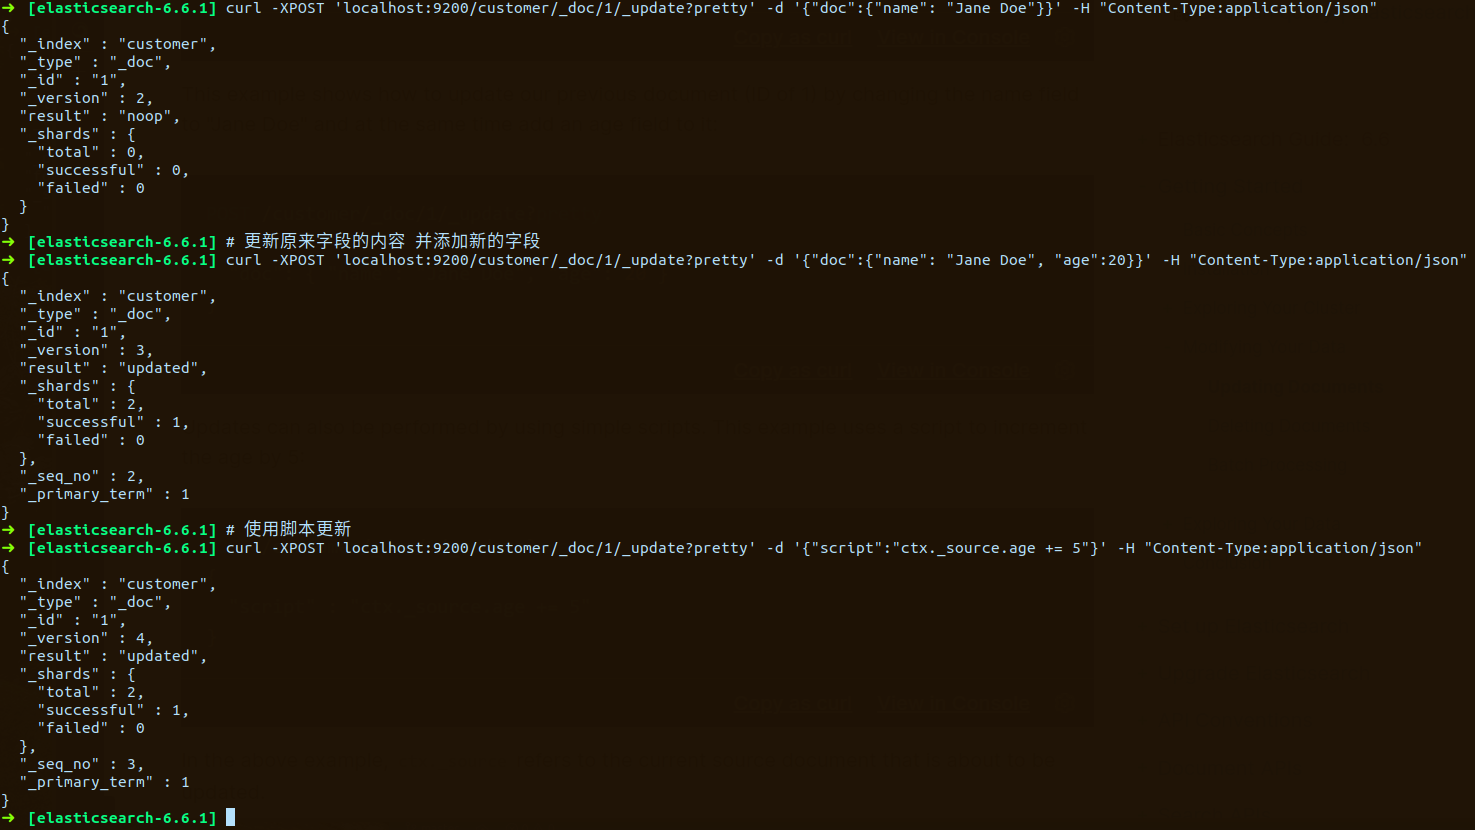 ➜ [elasticsearch-6.6.1] curl -XPOST 'localhost:9200/customer/_doc/1/_update?pretty' -d '{"doc":{"name": "Jane Doe"}}' -H "Content-Type:application/json"
{
  "_index" : "customer",
  "_type" : "_doc",
  "_id" : "1",
  "_version" : 2,
  "result" : "noop",
  "_shards" : {
    "total" : 0,
    "successful" : 0,
    "failed" : 0
  }
}
➜ [elasticsearch-6.6.1] # 更新原来字段的内容 并添加新的字段
➜ [elasticsearch-6.6.1] curl -XPOST 'localhost:9200/customer/_doc/1/_update?pretty' -d '{"doc":{"name": "Jane Doe", "age":20}}' -H "Content-Type:application/json"
{
  "_index" : "customer",
  "_type" : "_doc",
  "_id" : "1",
  "_version" : 3,
  "result" : "updated",
  "_shards" : {
    "total" : 2,
    "successful" : 1,
    "failed" : 0
  },
  "_seq_no" : 2,
  "_primary_term" : 1
}
➜ [elasticsearch-6.6.1] # 使用脚本更新
➜ [elasticsearch-6.6.1] curl -XPOST 'localhost:9200/customer/_doc/1/_update?pretty' -d '{"script":"ctx._source.age += 5"}' -H "Content-Type:application/json"
{
  "_index" : "customer",
  "_type" : "_doc",
  "_id" : "1",
  "_version" : 4,
  "result" : "updated",
  "_shards" : {
    "total" : 2,
    "successful" : 1,
    "failed" : 0
  },
  "_seq_no" : 3,
  "_primary_term" : 1
}
➜ [elasticsearch-6.6.1]